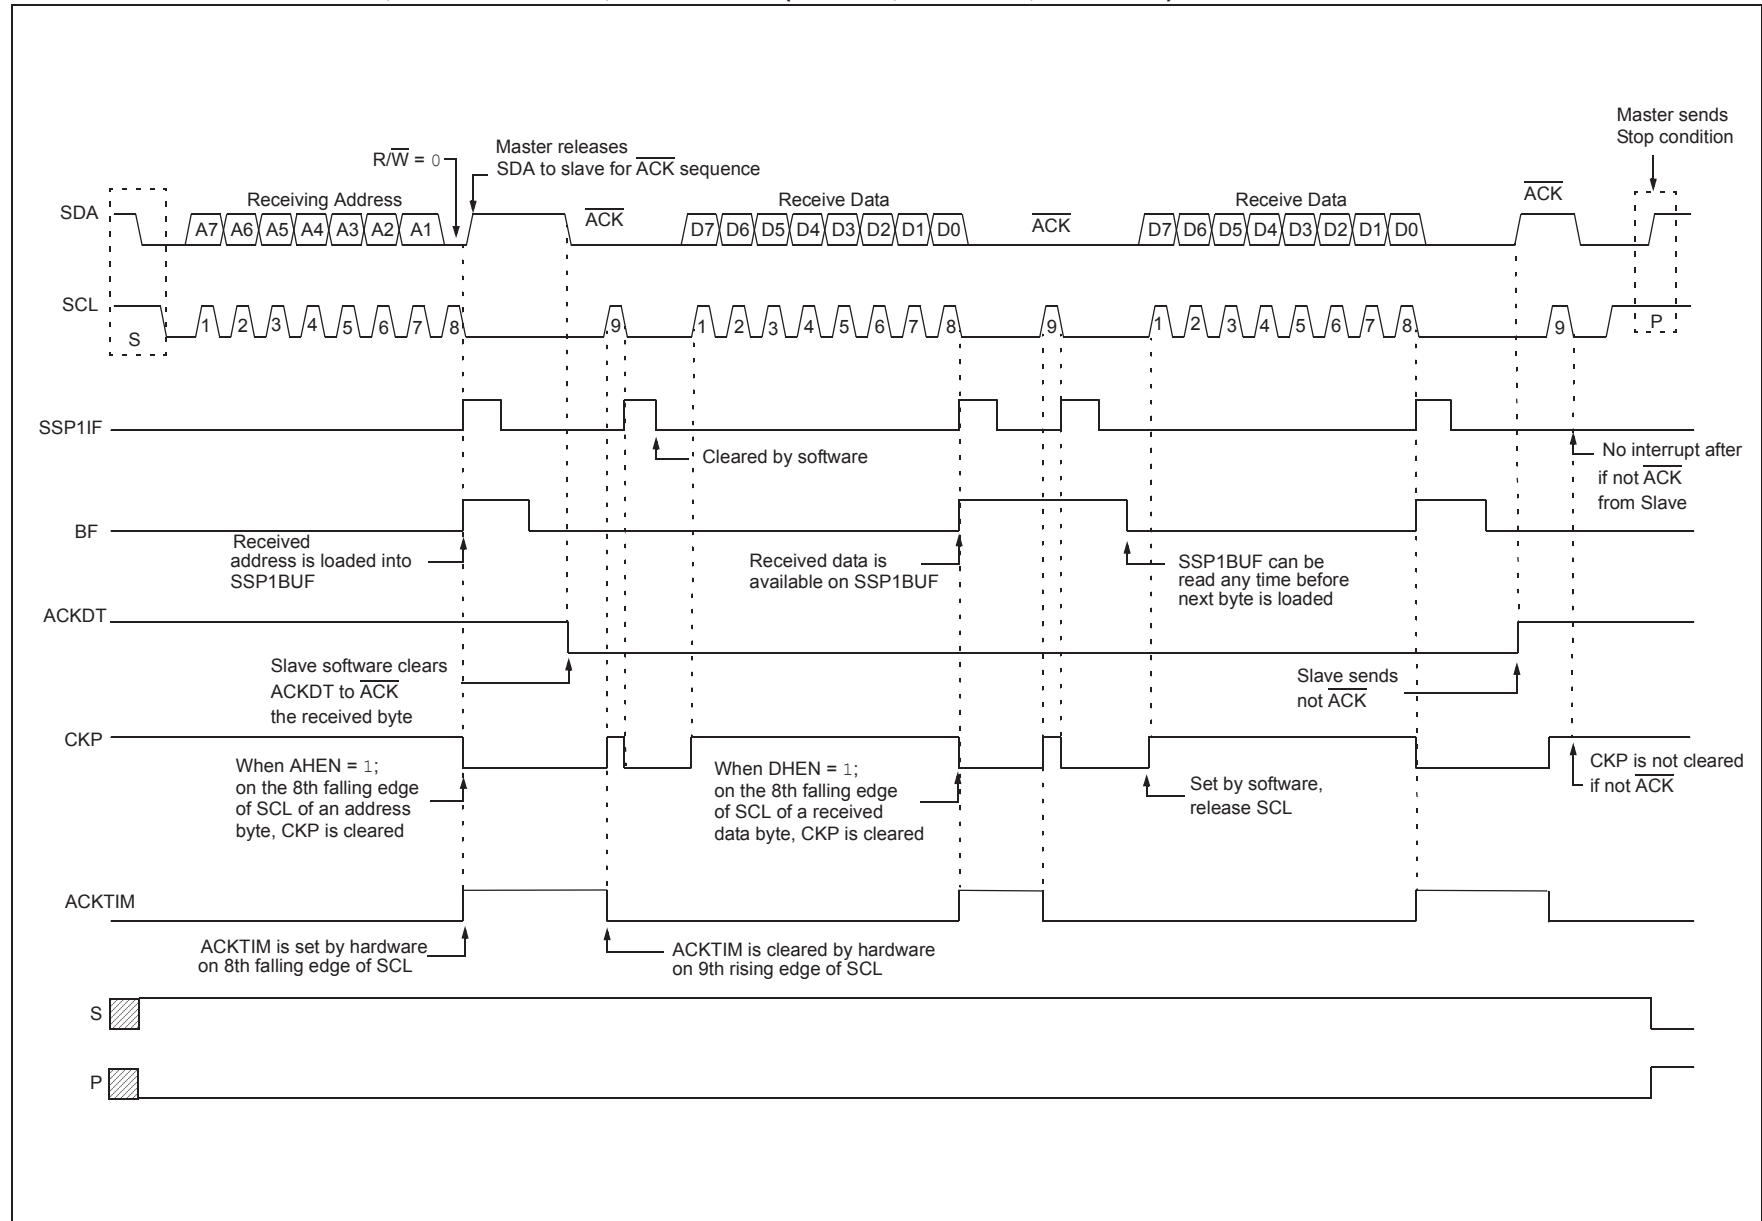 Master sends
Stop condition
R/W = 0
Master releases
SDA to slave for ACK sequence
Receiving Address
Receive Data
Receive Data
ACK
SDA
A7 A6 A5 A4 A3 A2 A1
ACK
D7 D6 D5 D4 D3 D2 D1 D0
ACK
D7 D6 D5 D4 D3 D2 D1 D0
SCL
S
1 2 3 4 5 6 7 8 9
1 2 3 4 5 6 7 8 9
1 2 3 4 5 6 7 8 9
P
SSP1IF
Cleared by software
No interrupt after
if not ACK
from Slave
BF
Received
address is loaded into
SSP1BUF
Received data is
available on SSP1BUF
SSP1BUF can be
read any time before
next byte is loaded
ACKDT
Slave software clears
ACKDT to ACK
the received byte
Slave sends
not ACK
CKP
When AHEN = 1;
on the 8th falling edge
of SCL of an address
byte, CKP is cleared
When DHEN = 1;
on the 8th falling edge
of SCL of a received
data byte, CKP is cleared
Set by software,
release SCL
CKP is not cleared
if not ACK
ACKTIM
ACKTIM is set by hardware
on 8th falling edge of SCL
ACKTIM is cleared by hardware
on 9th rising edge of SCL
S
P